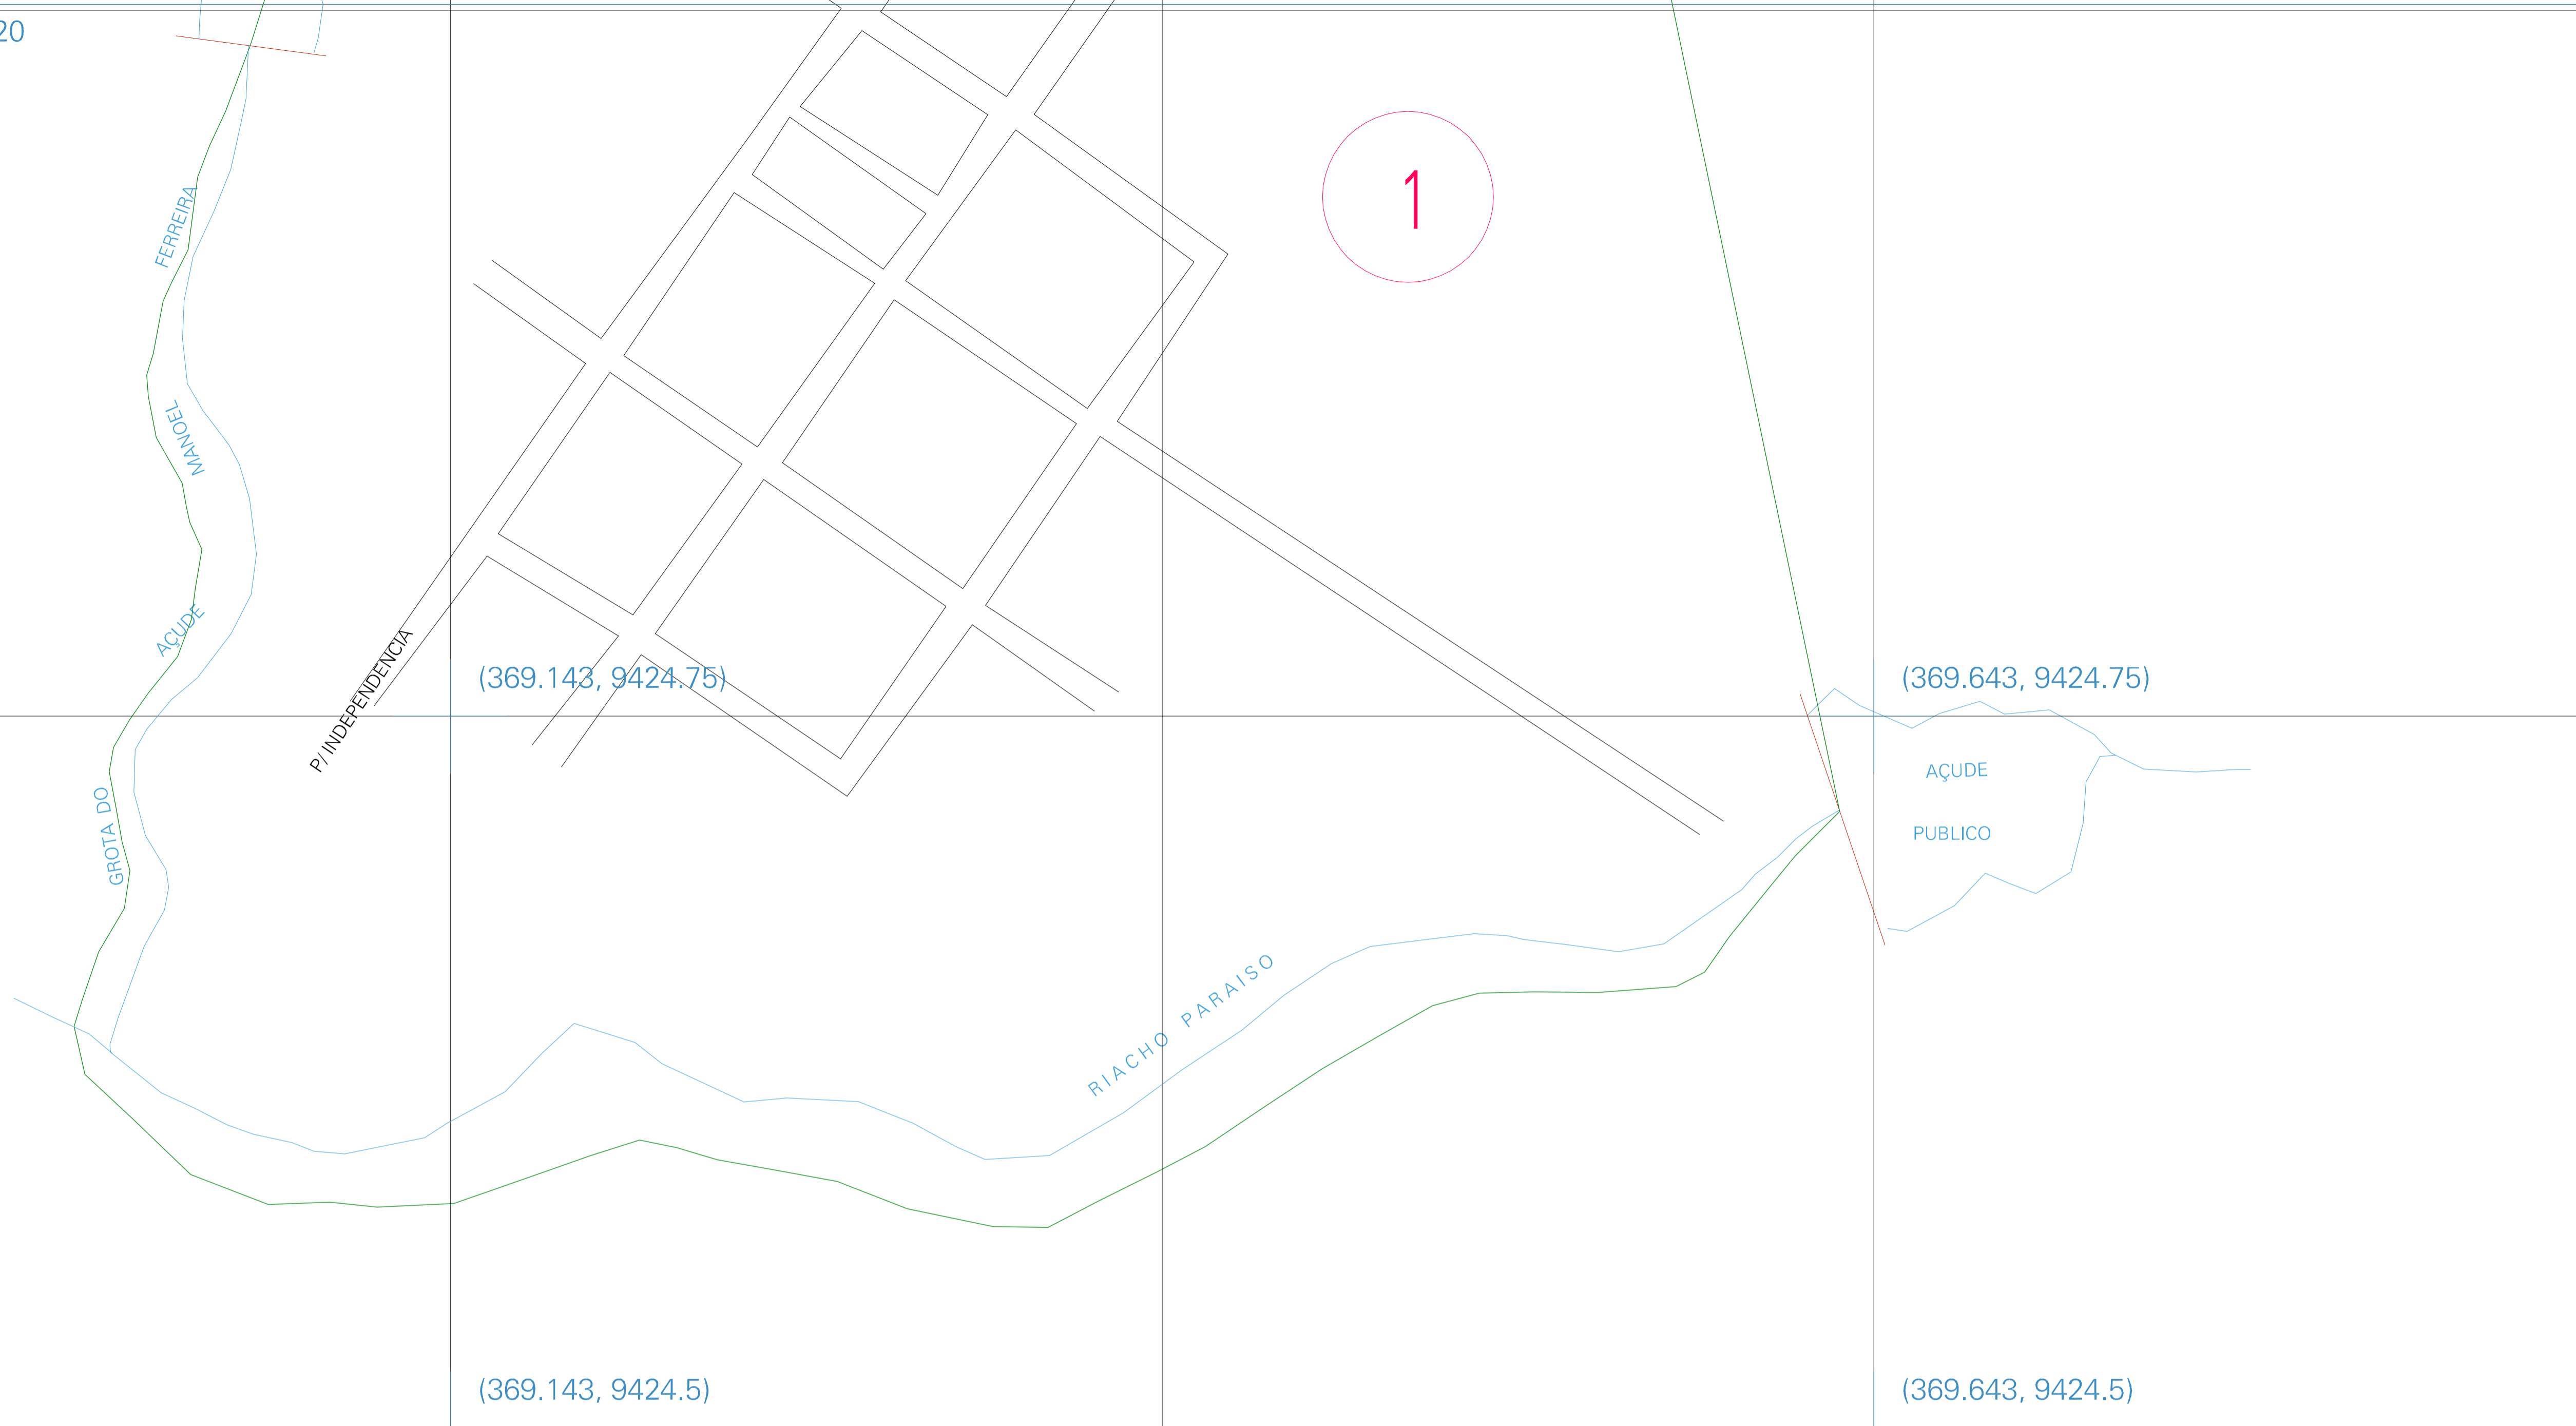 20
1
FERREIRA
MANOEL
AÇUDE
GROTA DO
P/ INDEPENDENCIA
(369.143, 9424.75)
(369.643, 9424.75)
AÇUDE
PUBLICO
RIACHO PARAISO
(369.143, 9424.5)
(369.643, 9424.5)